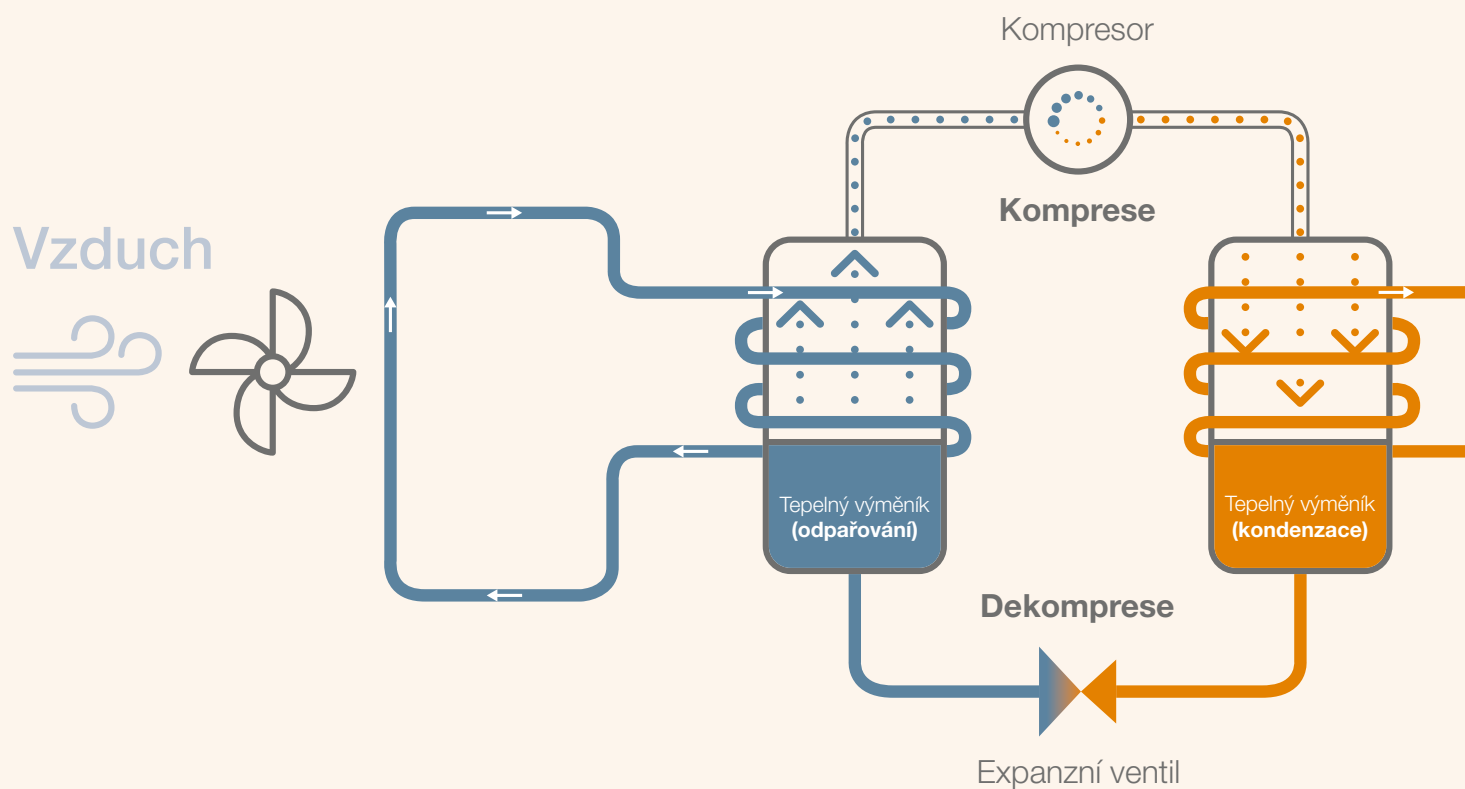 Kompresor
Komprese
Vzduch
Tepelný výměník
(odpařování)
Tepelný výměník
(kondenzace)
Dekomprese
Expanzní ventil